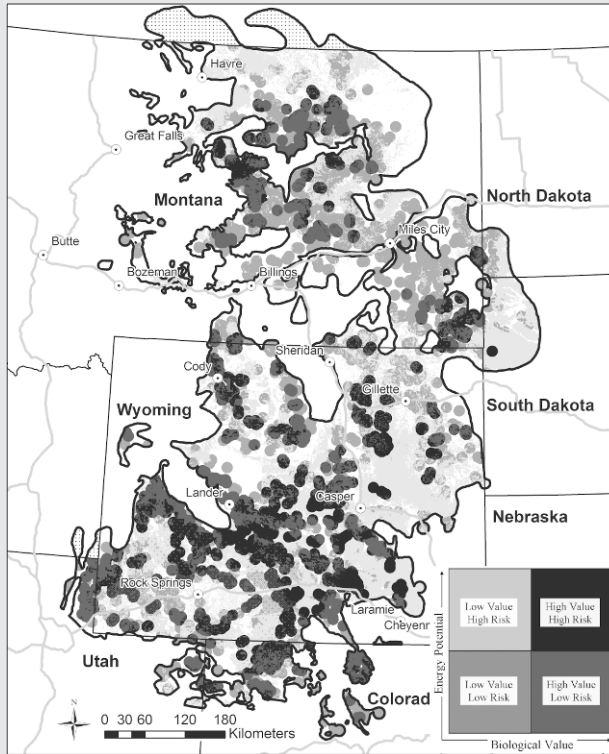 Havre
Great Falls
Montana
North Dakota
Miles City
Butte
Bozeman
Billings
Sheridan
Cody
Gillette
Wyoming
South Dakota
Lander
Casper
Nebraska
Rock Springs
Laramie
Cheyenr
Utah
Colorad
N
0 30 60 120 180
Kilometers
Energy Potential
Low Value
High Risk
High Value
High Risk
Low Value
Low Risk
High Value
Low Risk
Biological Value